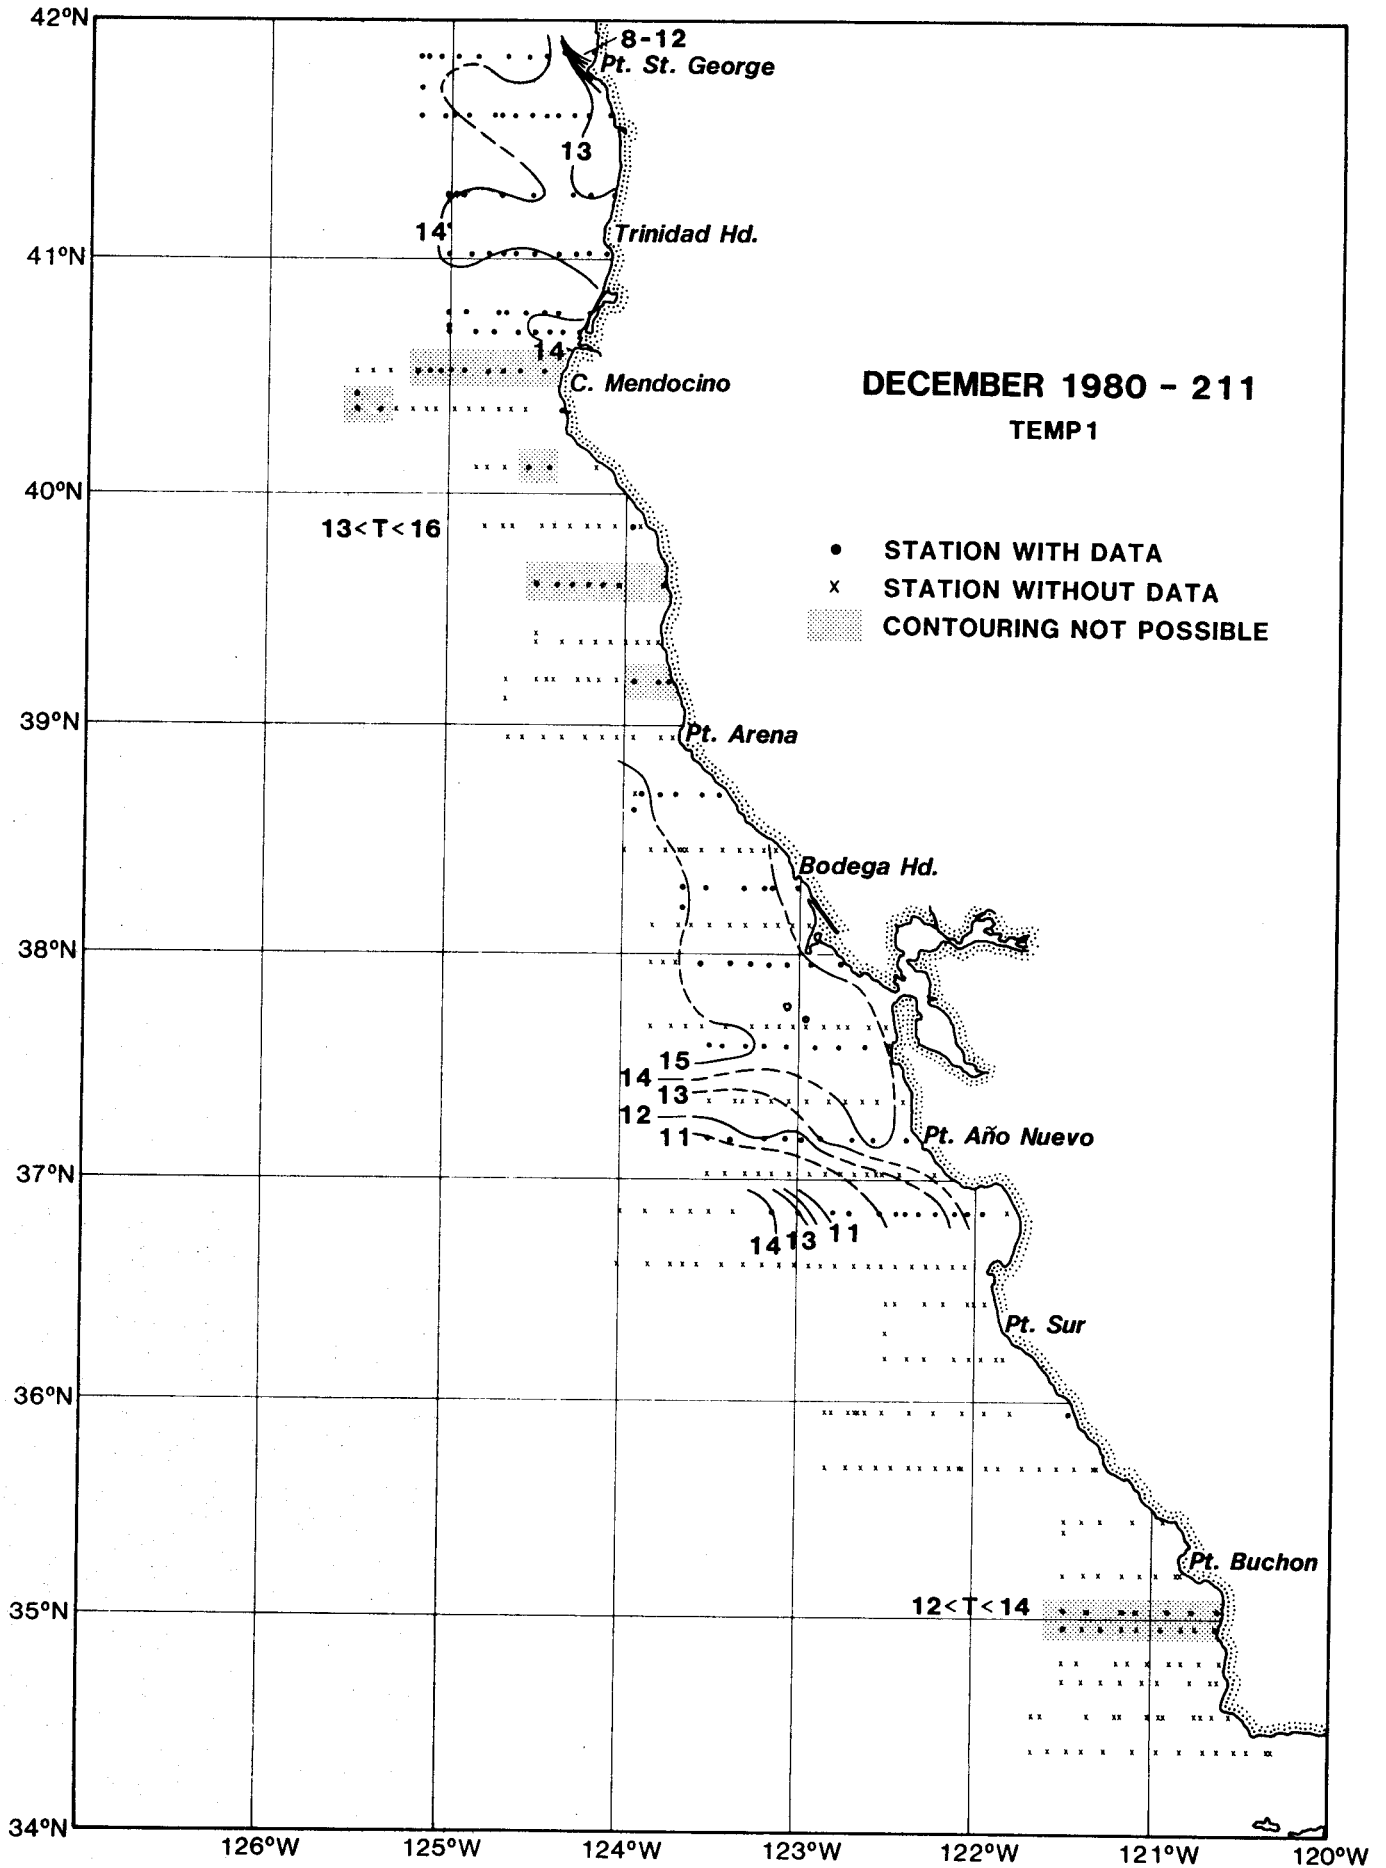 42°N
8-12
Pt. St. George
13
14
Trinidad Hd.
41°N
14
C. Mendocino
DECEMBER 1980 - 211
TEMP1
40°N
13<T<16
● STATION WITH DATA
x STATION WITHOUT DATA
CONTOURING NOT POSSIBLE
39°N
Pt. Arena
Bodega Hd.
38°N
15
14
13
12
11
Pt. Año Nuevo
37°N
14 13 11
Pt. Sur
36°N
Pt. Buchon
12<T<14
35°N
34°N
126°W 125°W 124°W 123°W 122°W 121°W 120°W